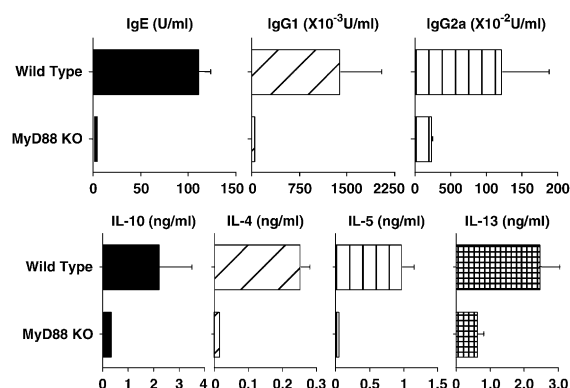 IgE (U/ml) IgG1 (X10-3U/ml) IgG2a (X10-2U/ml)
Wild Type
MyD88 KO
0 50 100 150 0 750 1500 2250 0 50 100 150 200
IL-10 (ng/ml) IL-4 (ng/ml) IL-5 (ng/ml) IL-13 (ng/ml)
Wild Type
MyD88 KO
0 1 2 3 4 0 0.1 0.2 0.3 0 0.5 1 1.5 0 1.0 2.0 3.0